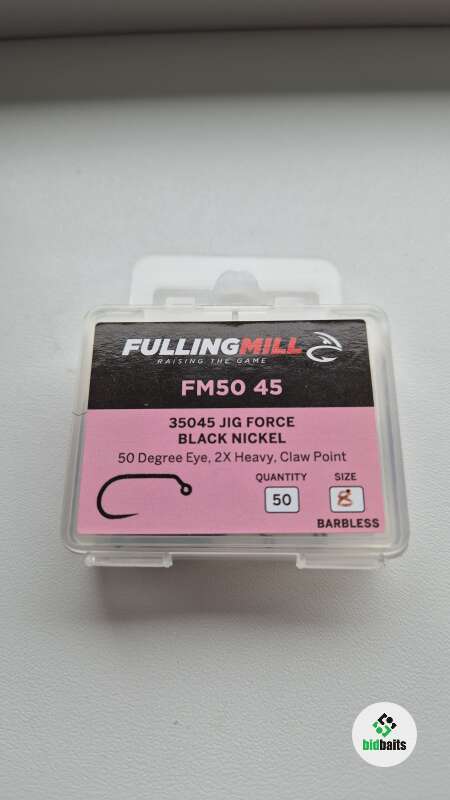 FULLINGMILL
RAISING THE GAME
FM50 45
35045 JIG FORCE
BLACK NICKEL
50 Degree Eye, 2X Heavy, Claw Point
QUANTITY SIZE
50 8
BARBLESS
bidbaits